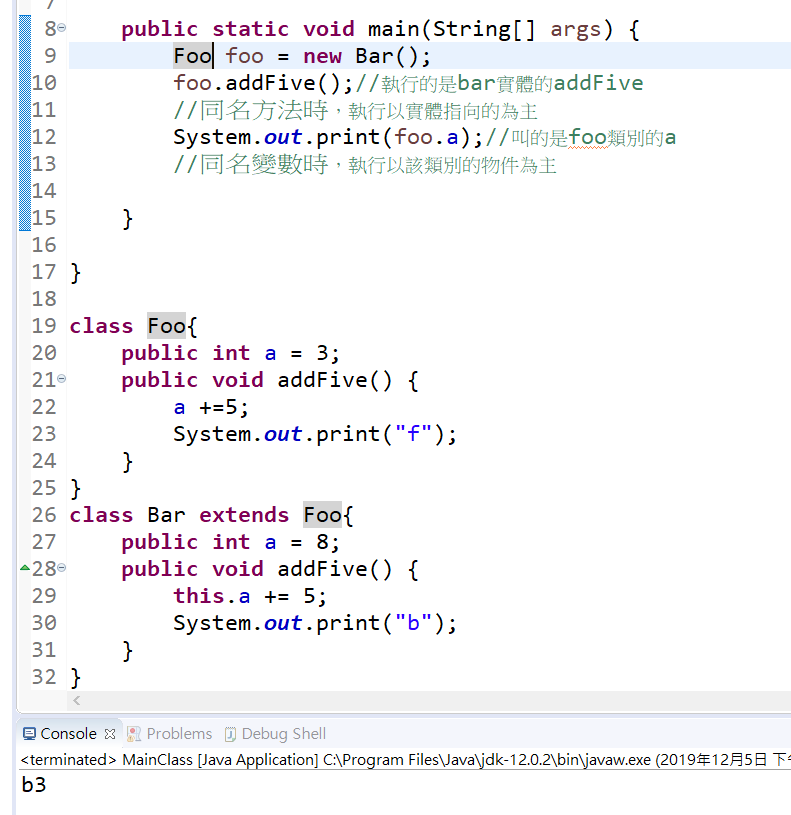 7
8 public static void main(String[] args) {
9 Foo foo = new Bar();
10 foo.addFive();//執行的是bar實體的addFive
11 //同名方法時，執行以實體指向的為主
12 System.out.print(foo.a);//叫的是foo類別的a
13 //同名變數時，執行以該類別的物件為主
14
15 }
16
17 }
18
19 class Foo{
20 public int a = 3;
21 public void addFive() {
22 a +=5;
23 System.out.print("f");
24 }
25 }
26 class Bar extends Foo{
27 public int a = 8;
28 public void addFive() {
29 this.a += 5;
30 System.out.print("b");
31 }
32 }
Console Problems Debug Shell
<terminated> MainClass [Java Application] C:\Program Files\Java\jdk-12.0.2\bin\javaw.exe (2019年12月5日 下
b3